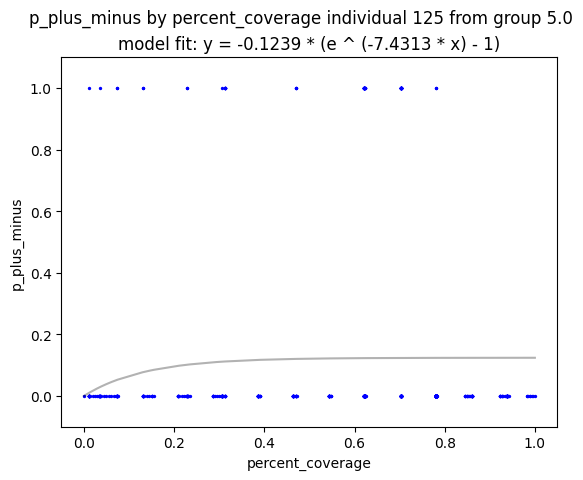 p_plus_minus by percent_coverage individual 125 from group 5.0
model fit: y = -0.1239 * (e ^ (-7.4313 * x) - 1)
1.0
0.8
0.6
0.4
0.2
0.0
p_plus_minus
0.0 0.2 0.4 0.6 0.8 1.0
percent_coverage